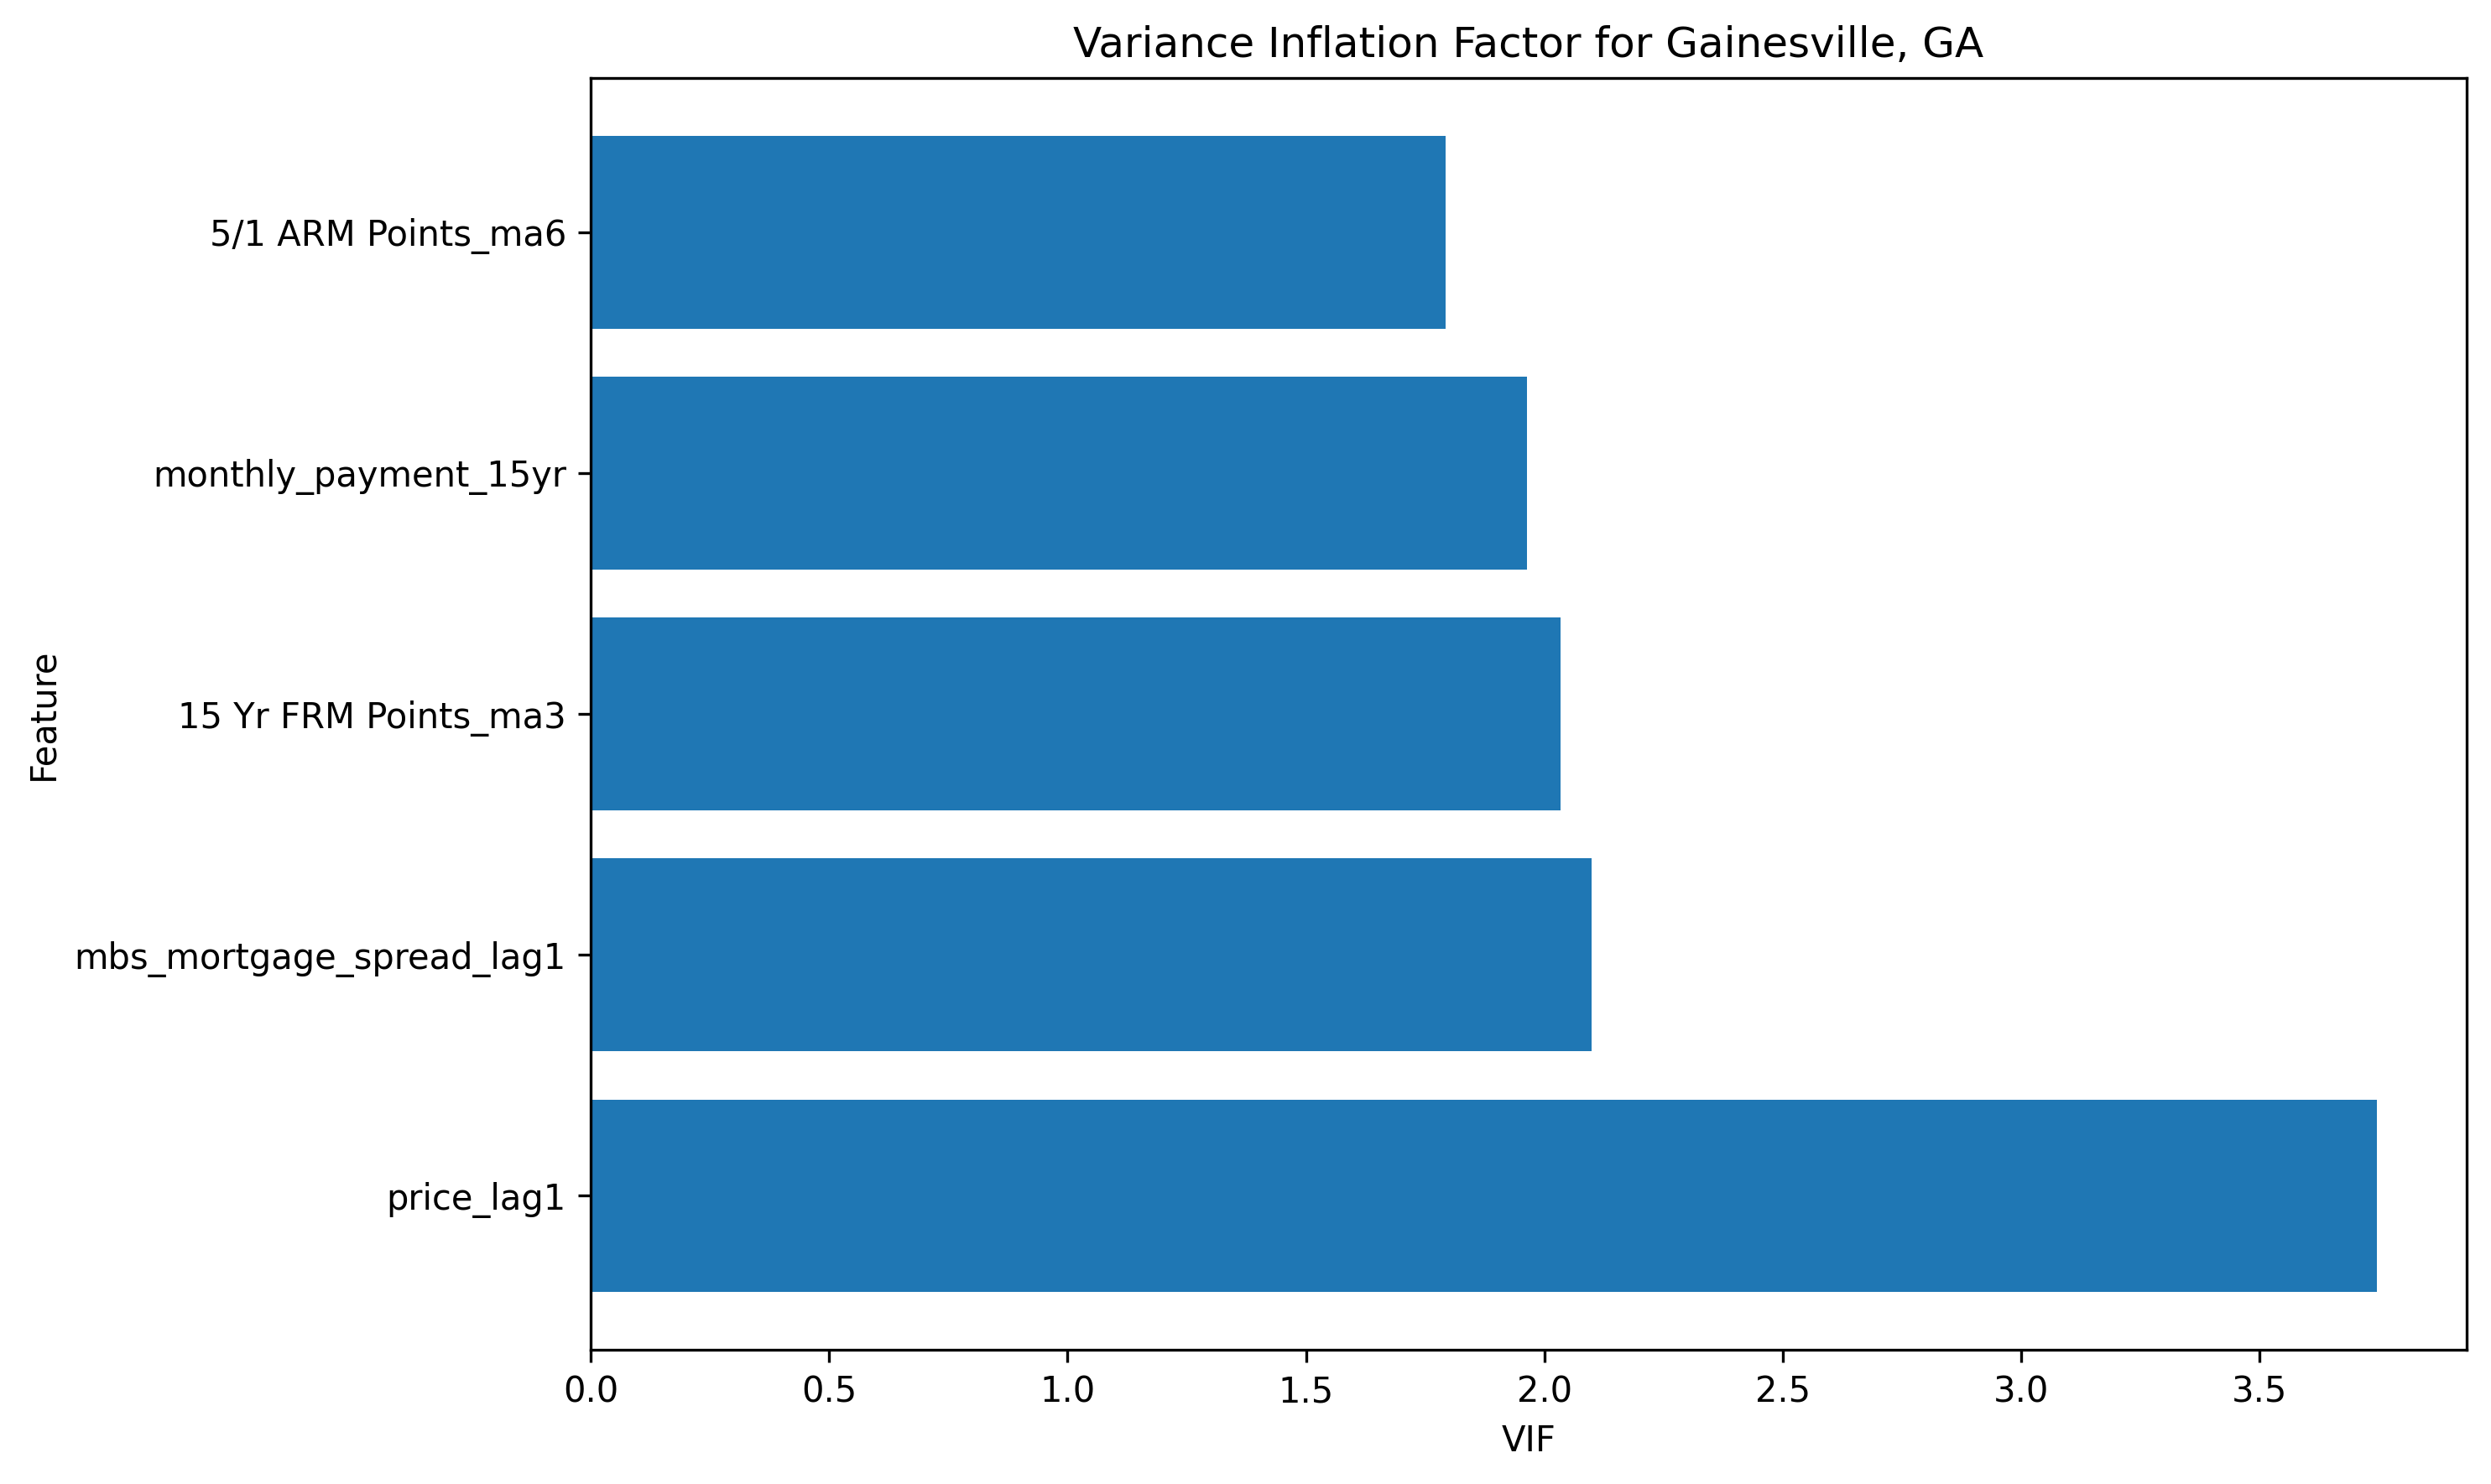 Variance Inflation Factor for Gainesville, GA
5/1 ARM Points_ma6
monthly_payment_15yr
15 Yr FRM Points_ma3
mbs_mortgage_spread_lag1
price_lag1
Feature
0.0 0.5 1.0 1.5 2.0 2.5 3.0 3.5
VIF